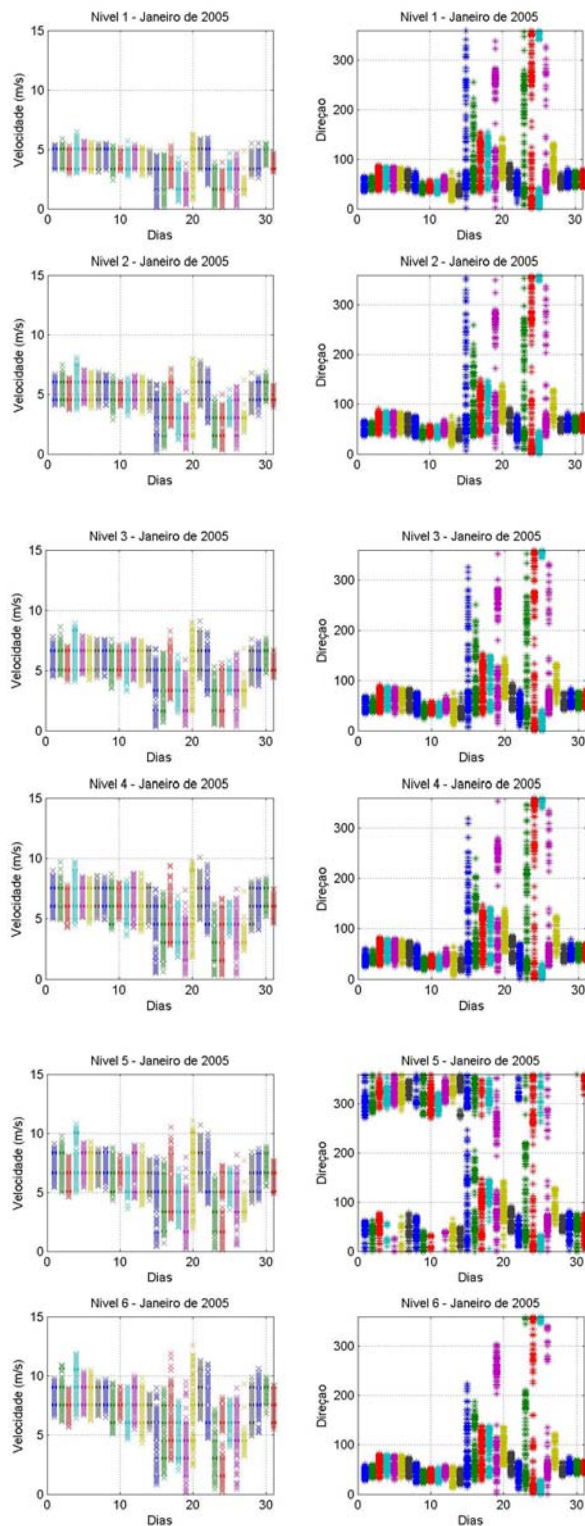 Nivel 1 - Janeiro de 2005
Velocidade (m/s)
15
10
5
0
0 10 20 30
Dias
Nivel 1 - Janeiro de 2005
Direçao
300
200
100
0
0 10 20 30
Dias
Nivel 2 - Janeiro de 2005
Velocidade (m/s)
15
10
5
0
0 10 20 30
Dias
Nivel 2 - Janeiro de 2005
Direçao
300
200
100
0
0 10 20 30
Dias
Nivel 3 - Janeiro de 2005
Velocidade (m/s)
15
10
5
0
0 10 20 30
Dias
Nivel 3 - Janeiro de 2005
Direçao
300
200
100
0
0 10 20 30
Dias
Nivel 4 - Janeiro de 2005
Velocidade (m/s)
15
10
5
0
0 10 20 30
Dias
Nivel 4 - Janeiro de 2005
Direçao
300
200
100
0
0 10 20 30
Dias
Nivel 5 - Janeiro de 2005
Velocidade (m/s)
15
10
5
0
0 10 20 30
Dias
Nivel 5 - Janeiro de 2005
Direçao
300
200
100
0
0 10 20 30
Dias
Nivel 6 - Janeiro de 2005
Velocidade (m/s)
15
10
5
0
0 10 20 30
Dias
Nivel 6 - Janeiro de 2005
Direçao
300
200
100
0
0 10 20 30
Dias